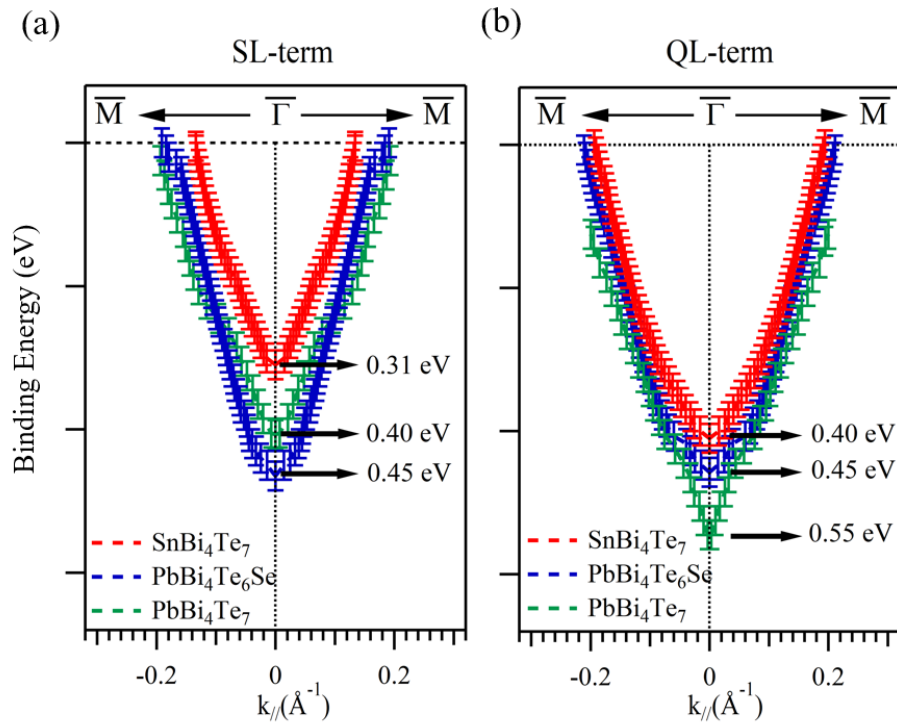 (a)
SL-term
M̅ Γ̅ M̅
0.31 eV
0.40 eV
0.45 eV
SnBi₄Te₇
PbBi₄Te₆Se
PbBi₄Te₇
-0.2 0 0.2
k//(Å⁻¹)
Binding Energy (eV)
(b)
QL-term
M̅ Γ̅ M̅
0.40 eV
0.45 eV
0.55 eV
SnBi₄Te₇
PbBi₄Te₆Se
PbBi₄Te₇
-0.2 0 0.2
k//(Å⁻¹)